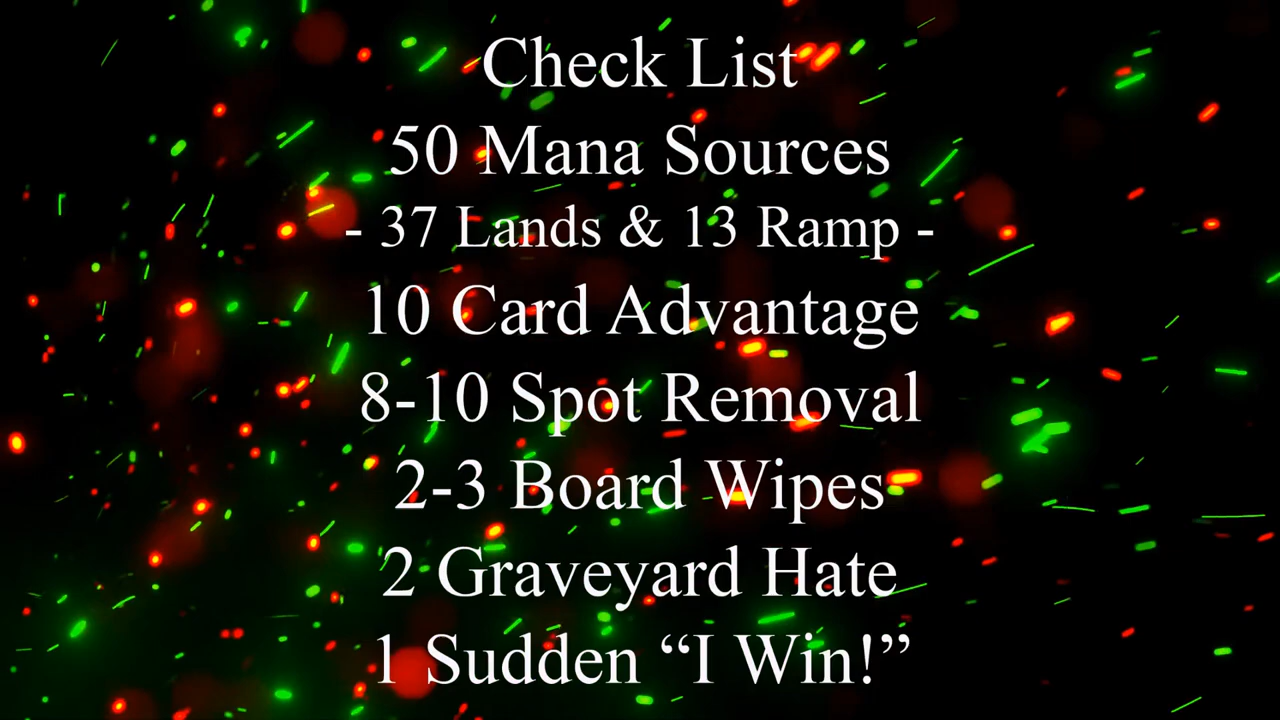 Check List
50 Mana Sources
- 37 Lands & 13 Ramp -
10 Card Advantage
8-10 Spot Removal
2-3 Board Wipes
2 Graveyard Hate
1 Sudden “I Win!”